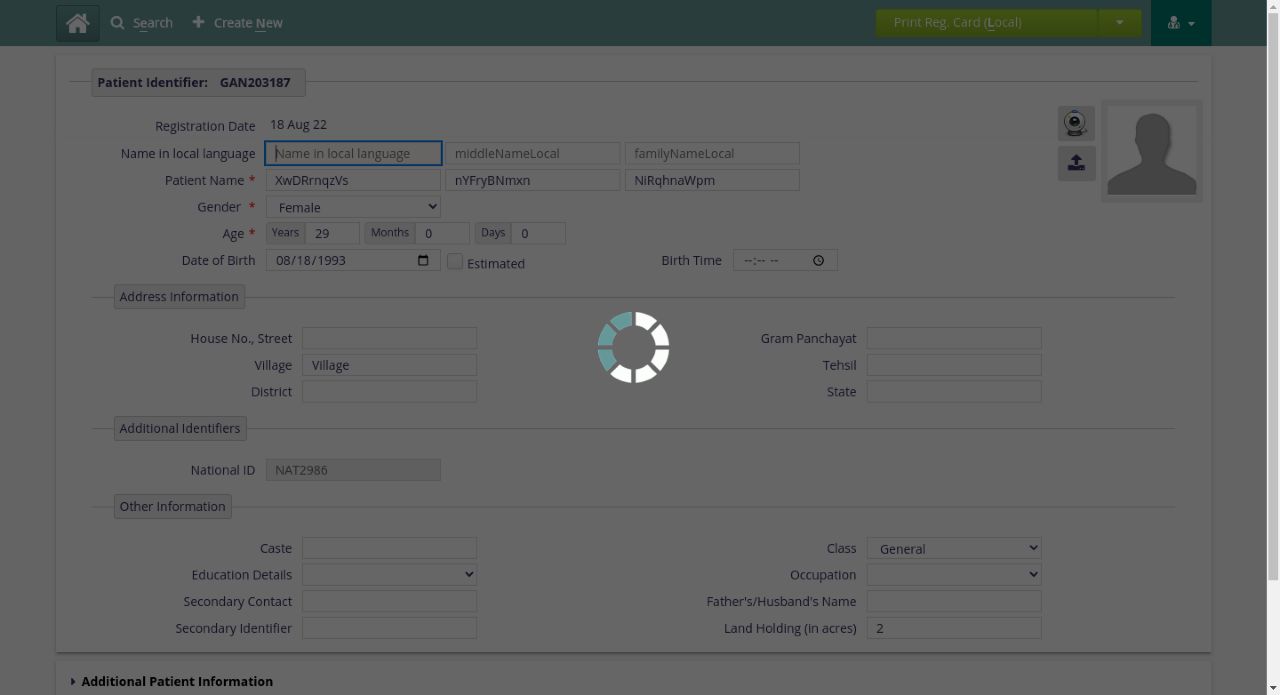 Search Create New Print Reg. Card (Local)
Patient Identifier: GAN203187
Registration Date 18 Aug 22
Name in local language Name in local language middleNameLocal familyNameLocal
Patient Name * XwDRrnqzVs nYFryBNmxn NiRqhnaWpm
Gender * Female
Age * Years 29 Months 0 Days 0
Date of Birth 08/18/1993 Estimated Birth Time --:-- --
Address Information
House No., Street Gram Panchayat
Village Village Tehsil
District State
Additional Identifiers
National ID NAT2986
Other Information
Caste Class General
Education Details Occupation
Secondary Contact Father's/Husband's Name
Secondary Identifier Land Holding (in acres) 2
Additional Patient Information